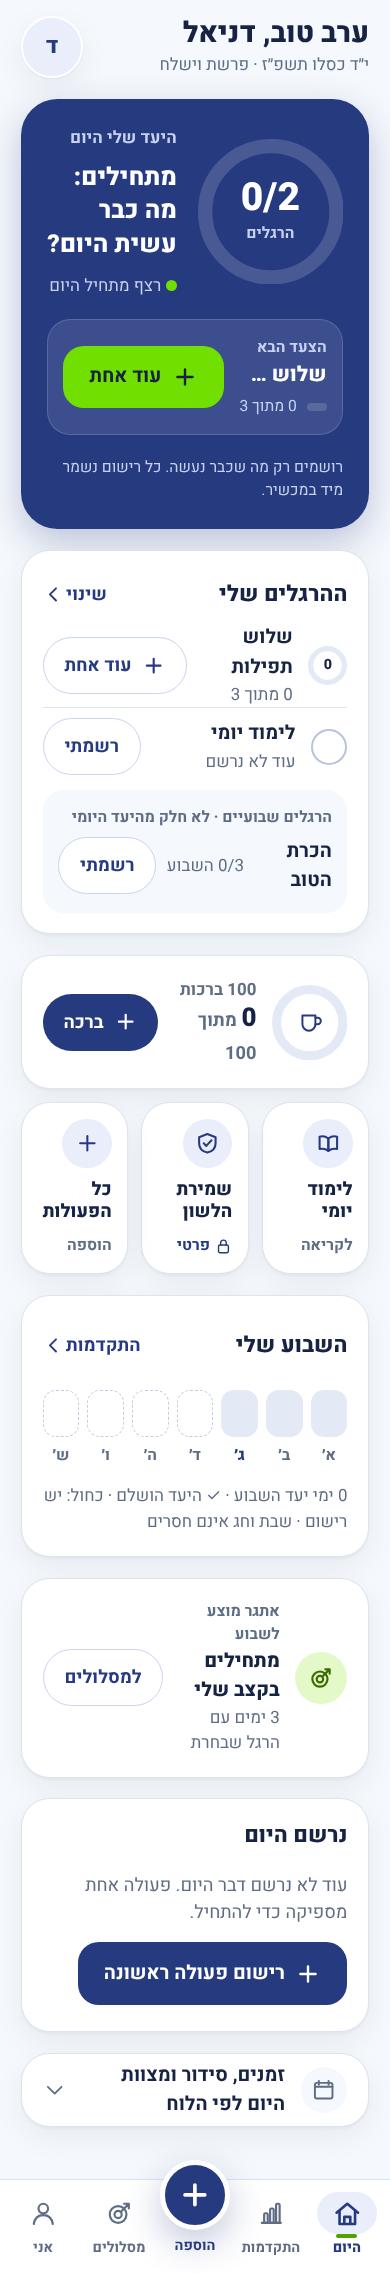 ערב טוב, דניאל
י״ד כסלו תשפ״ז · פרשת וישלח
ד
היעד שלי היום
מתחילים:
מה כבר
עשית היום?
רצף מתחיל היום
0/2
הרגלים
הצעד הבא
שלוש ...
0 מתוך 3
עוד אחת
רושמים רק מה שכבר נעשה. כל רישום נשמר
מיד במכשיר.
ההרגלים שלי
שינוי
0
שלוש
תפילות
0 מתוך 3
עוד אחת
לימוד יומי
עוד לא נרשם
רשמתי
הרגלים שבועיים · לא חלק מהיעד היומי
הכרת
הטוב
0/3 השבוע
רשמתי
100 ברכות
0 מתוך
100
ברכה
לימוד
יומי
לקריאה
שמירת
הלשון
פרטי
כל
הפעולות
הוספה
השבוע שלי
התקדמות
א׳
ב׳
ג׳
ד׳
ה׳
ו׳
ש׳
0 ימי יעד השבוע · ✓ היעד הושלם · כחול: יש
רישום · שבת וחג אינם חסרים
אתגר מוצע
לשבוע
מתחילים
בקצב שלי
3 ימים עם
הרגל שבחרת
למסלולים
נרשם היום
עוד לא נרשם דבר היום. פעולה אחת
מספיקה כדי להתחיל.
רישום פעולה ראשונה
זמנים, סידור ומצוות
היום לפי הלוח
היום
התקדמות
הוספה
מסלולים
אני